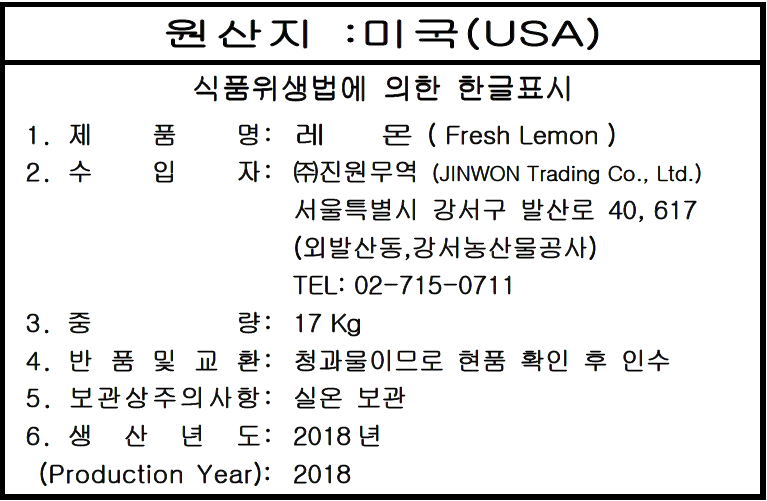 원산지 :미국(USA)
식품위생법에 의한 한글표시
1. 제 품 명: 레 몬 ( Fresh Lemon )
2. 수 입 자: ㈜진원무역 (JINWON Trading Co., Ltd.)
서울특별시 강서구 발산로 40, 617
(외발산동,강서농산물공사)
TEL: 02-715-0711
3. 중 량: 17 Kg
4. 반 품 및 교 환: 청과물이므로 현품 확인 후 인수
5. 보관상주의사항: 실온 보관
6. 생 산 년 도: 2018 년
(Production Year): 2018